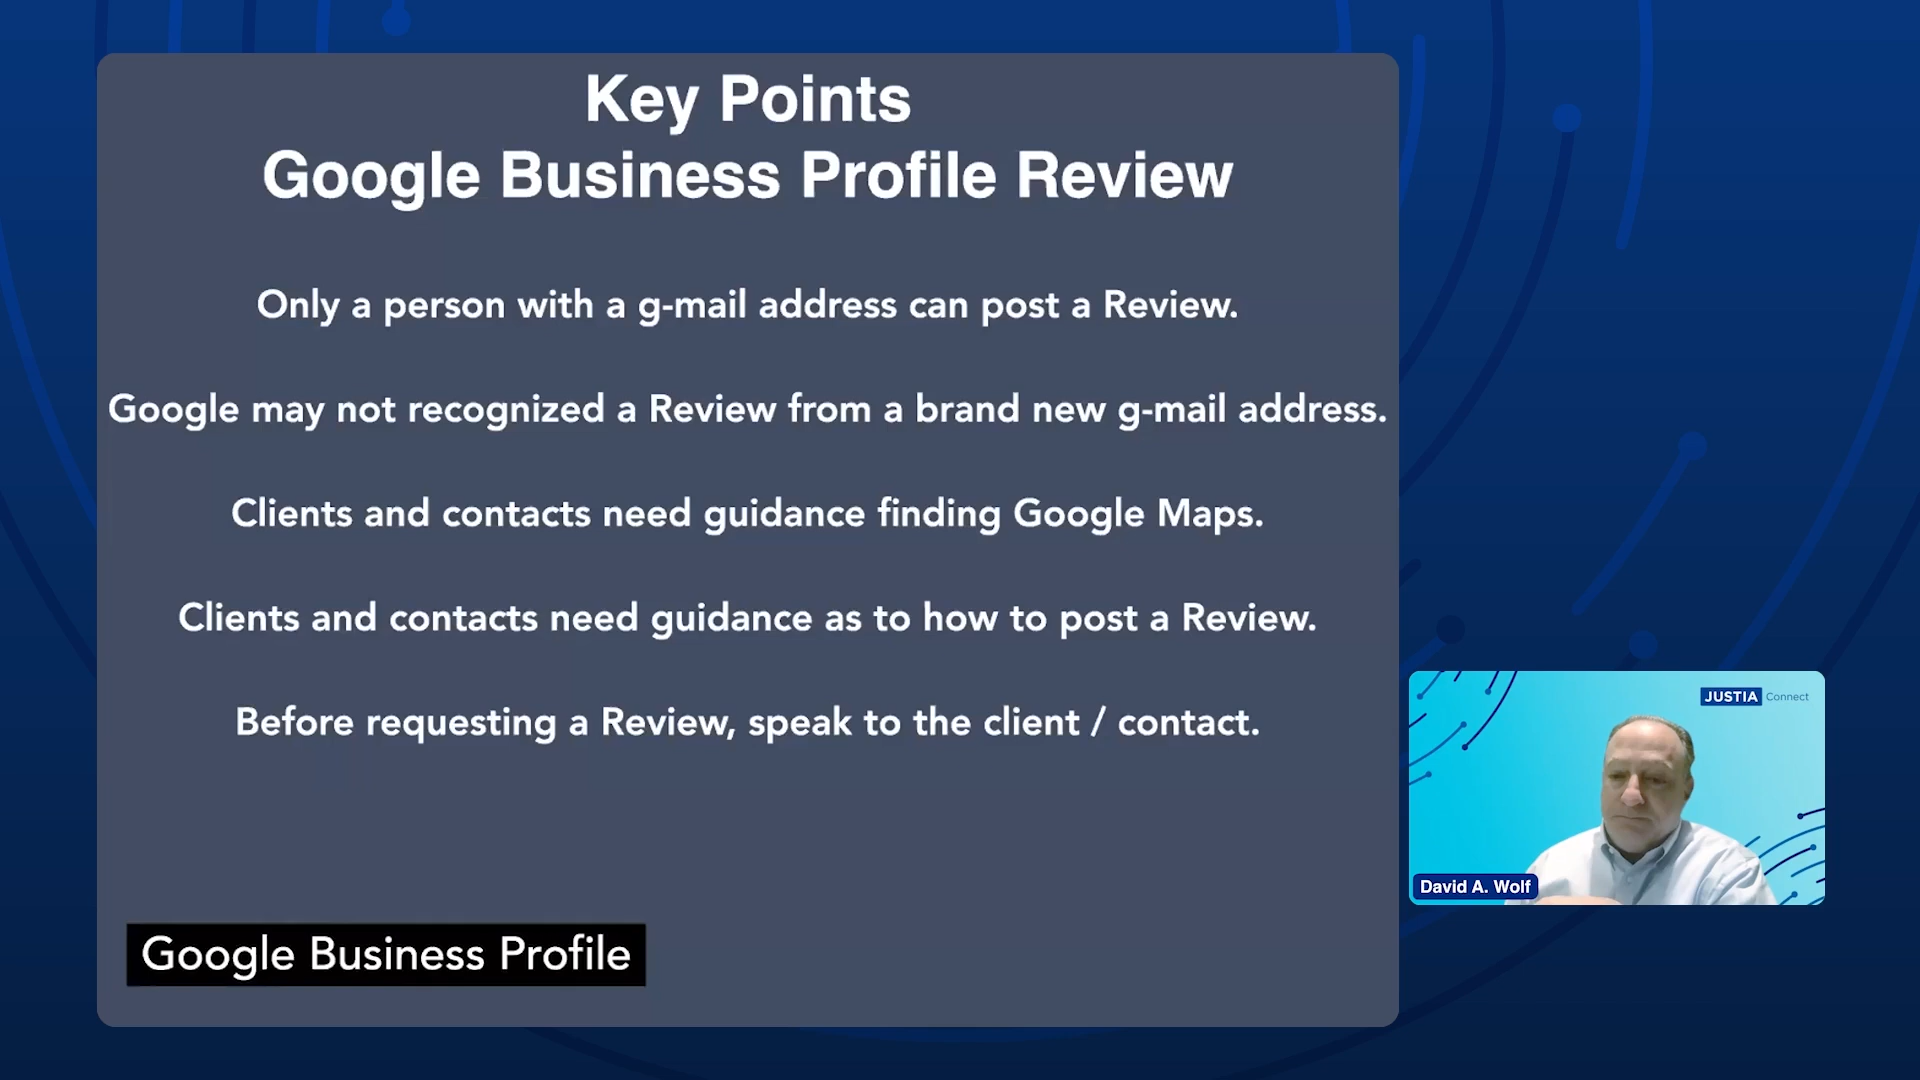 Key Points
Google Business Profile Review
Only a person with a g-mail address can post a Review.
Google may not recognized a Review from a brand new g-mail address.
Clients and contacts need guidance finding Google Maps.
Clients and contacts need guidance as to how to post a Review.
Before requesting a Review, speak to the client / contact.
Google Business Profile
JUSTIA Connect
David A. Wolf